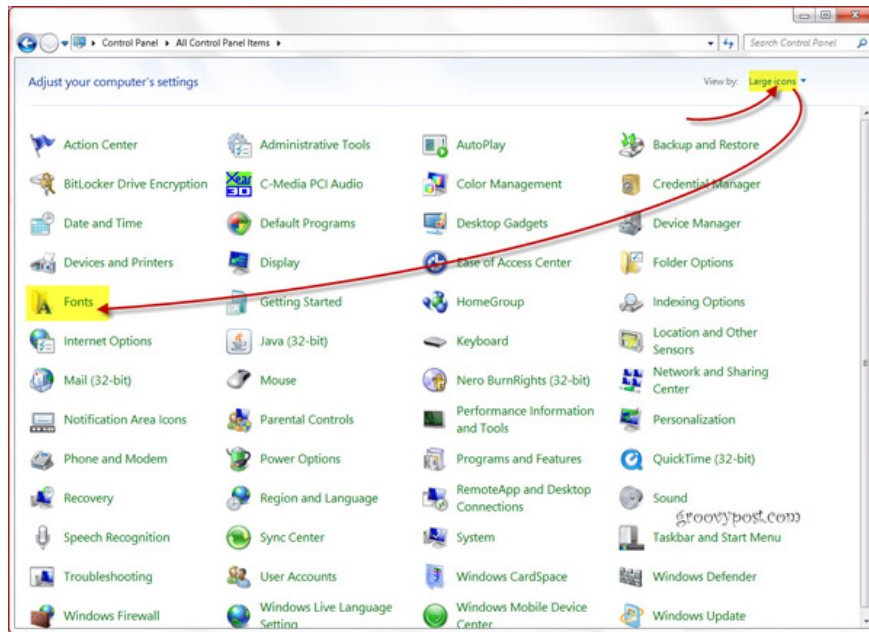 Control Panel
All Control Panel Items
Search Control Panel
Adjust your computer's settings
View by:
Large icons
Action Center
Administrative Tools
AutoPlay
Backup and Restore
BitLocker Drive Encryption
Xear
3D
C-Media PCI Audio
Color Management
Credential Manager
Date and Time
Default Programs
Desktop Gadgets
Device Manager
Devices and Printers
Display
Ease of Access Center
Folder Options
A
Fonts
Getting Started
HomeGroup
Indexing Options
Internet Options
Java (32-bit)
Keyboard
Location and Other
Sensors
Mail (32-bit)
Mouse
Nero BurnRights (32-bit)
Network and Sharing
Center
Notification Area Icons
Parental Controls
Performance Information
and Tools
Personalization
Phone and Modem
Power Options
Programs and Features
QuickTime (32-bit)
Recovery
Region and Language
RemoteApp and Desktop
Connections
Sound
groovypost.com
Speech Recognition
Sync Center
System
Taskbar and Start Menu
Troubleshooting
User Accounts
Windows CardSpace
Windows Defender
Windows Firewall
Windows Live Language
Setting
Windows Mobile Device
Center
Windows Update